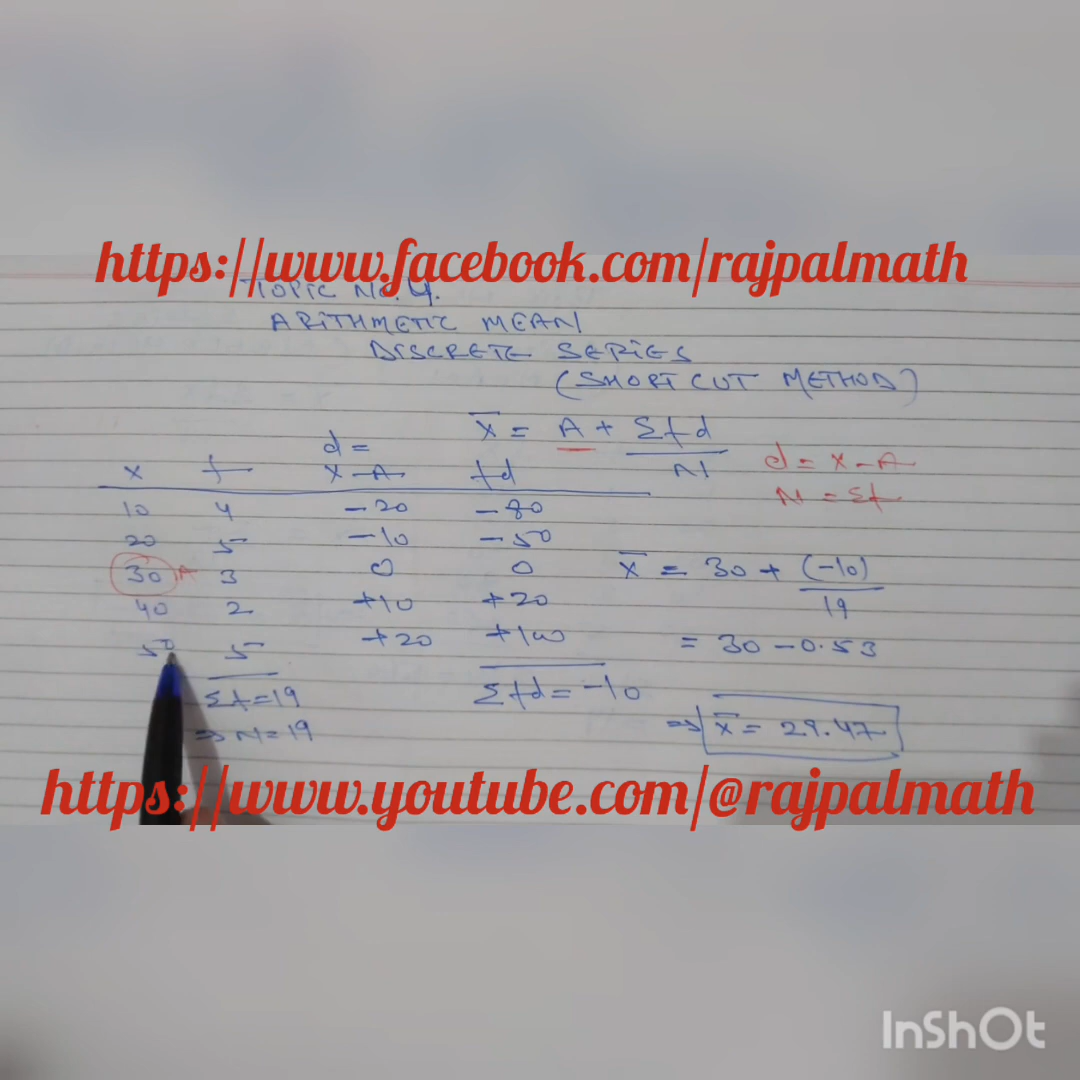 https://www.facebook.com/rajpalmath
TOPIC No. 4.
ARITHMETIC MEAN
DISCRETE SERIES
(SHORT CUT METHOD)
X̄ = A + Σfd / N
d = X-A
N = Σf
x f d = X-A fd
10 4 -20 -80
20 5 -10 -50
30 A 3 0 0
40 2 +10 +20
50 5 +20 +100
Σf = 19 Σfd = -10
⇒ N = 19
X̄ = 30 + (-10) / 19
= 30 - 0.53
⇒ X̄ = 29.47
https://www.youtube.com/@rajpalmath
InShOt